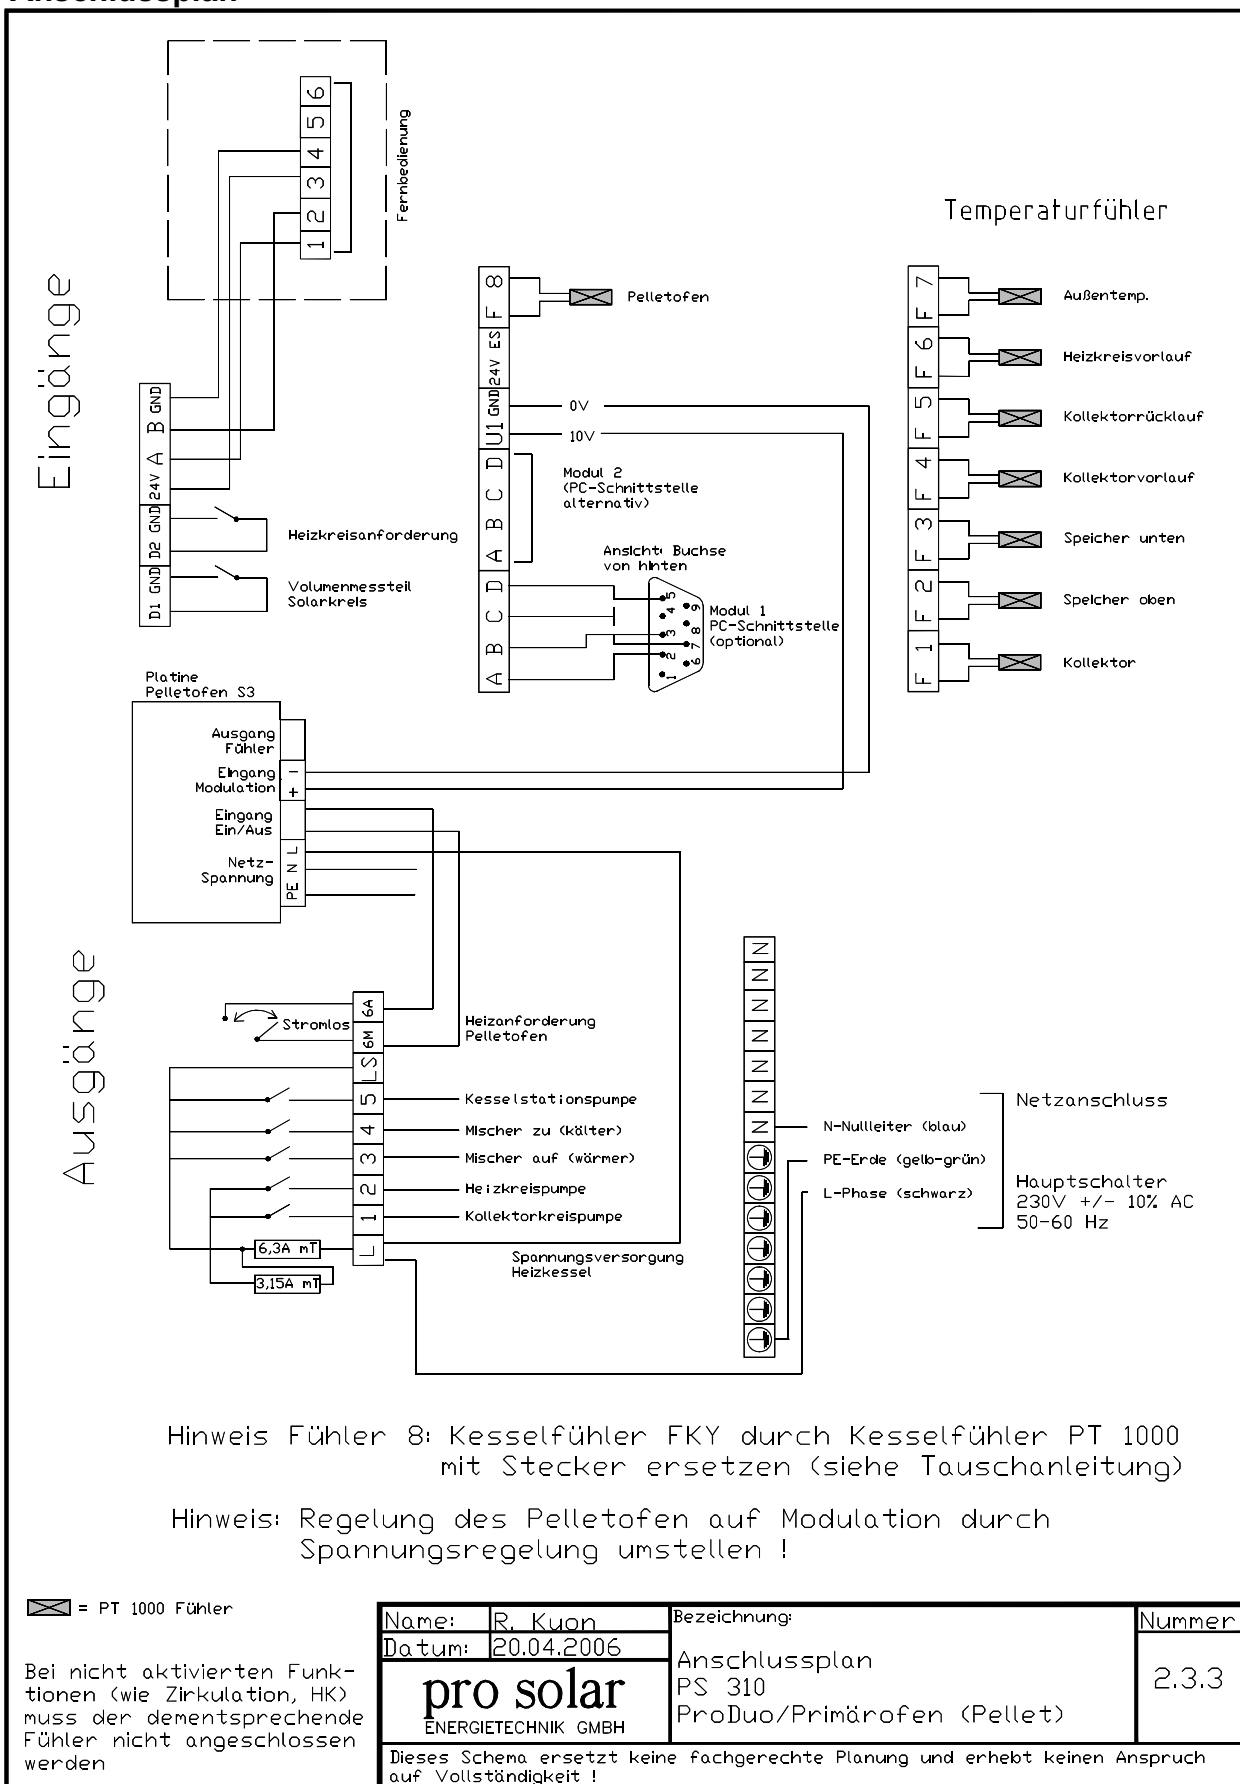 Anschlussplan
Eingänge
6
5
4
3
2
1
Fernbedienung
GND
B
A
24V
GND
D2
GND
D1
Heizkreisanforderung
Volumenmessteil
Solarkreis
F 8
Pelletofen
ES
24V
GND
U1
0V
10V
D
C
B
A
Modul 2
(PC-Schnittstelle
alternativ)
D
C
B
A
Ansicht: Buchse
von hinten
5
4
3
2
1
9
8
7
6
Modul 1
PC-Schnittstelle
(optional)
Temperaturfühler
F 7
Außentemp.
F 6
Heizkreisvorlauf
F 5
Kollektorrücklauf
F 4
Kollektorvorlauf
F 3
Speicher unten
F 2
Speicher oben
F 1
Kollektor
Platine
Pelletofen S3
Ausgang
Fühler
Eingang
Modulation
-
+
Eingang
Ein/Aus
Netz-
Spannung
L
N
PE
Ausgänge
Stromlos
6A
6M
LS
5
4
3
2
1
L
Heizanforderung
Pelletofen
Kesselstationspumpe
Mischer zu (kälter)
Mischer auf (wärmer)
Heizkreispumpe
Kollektorkreispumpe
6,3A mT
3,15A mT
Spannungsversorgung
Heizkessel
N
N
N
N
N
N
N
N-Nullleiter (blau)
PE-Erde (gelb-grün)
L-Phase (schwarz)
Netzanschluss
Hauptschalter
230V +/- 10% AC
50-60 Hz
Hinweis Fühler 8: Kesselfühler FKY durch Kesselfühler PT 1000
mit Stecker ersetzen (siehe Tauschanleitung)
Hinweis: Regelung des Pelletofen auf Modulation durch
Spannungsregelung umstellen !
= PT 1000 Fühler
Bei nicht aktivierten Funk-
tionen (wie Zirkulation, HK)
muss der dementsprechende
Fühler nicht angeschlossen
werden
Name: R. Kuon
Datum: 20.04.2006
pro solar
ENERGIETECHNIK GMBH
Bezeichnung:
Anschlussplan
PS 310
ProDuo/Primärofen (Pellet)
Nummer
2.3.3
Dieses Schema ersetzt keine fachgerechte Planung und erhebt keinen Anspruch
auf Vollständigkeit !